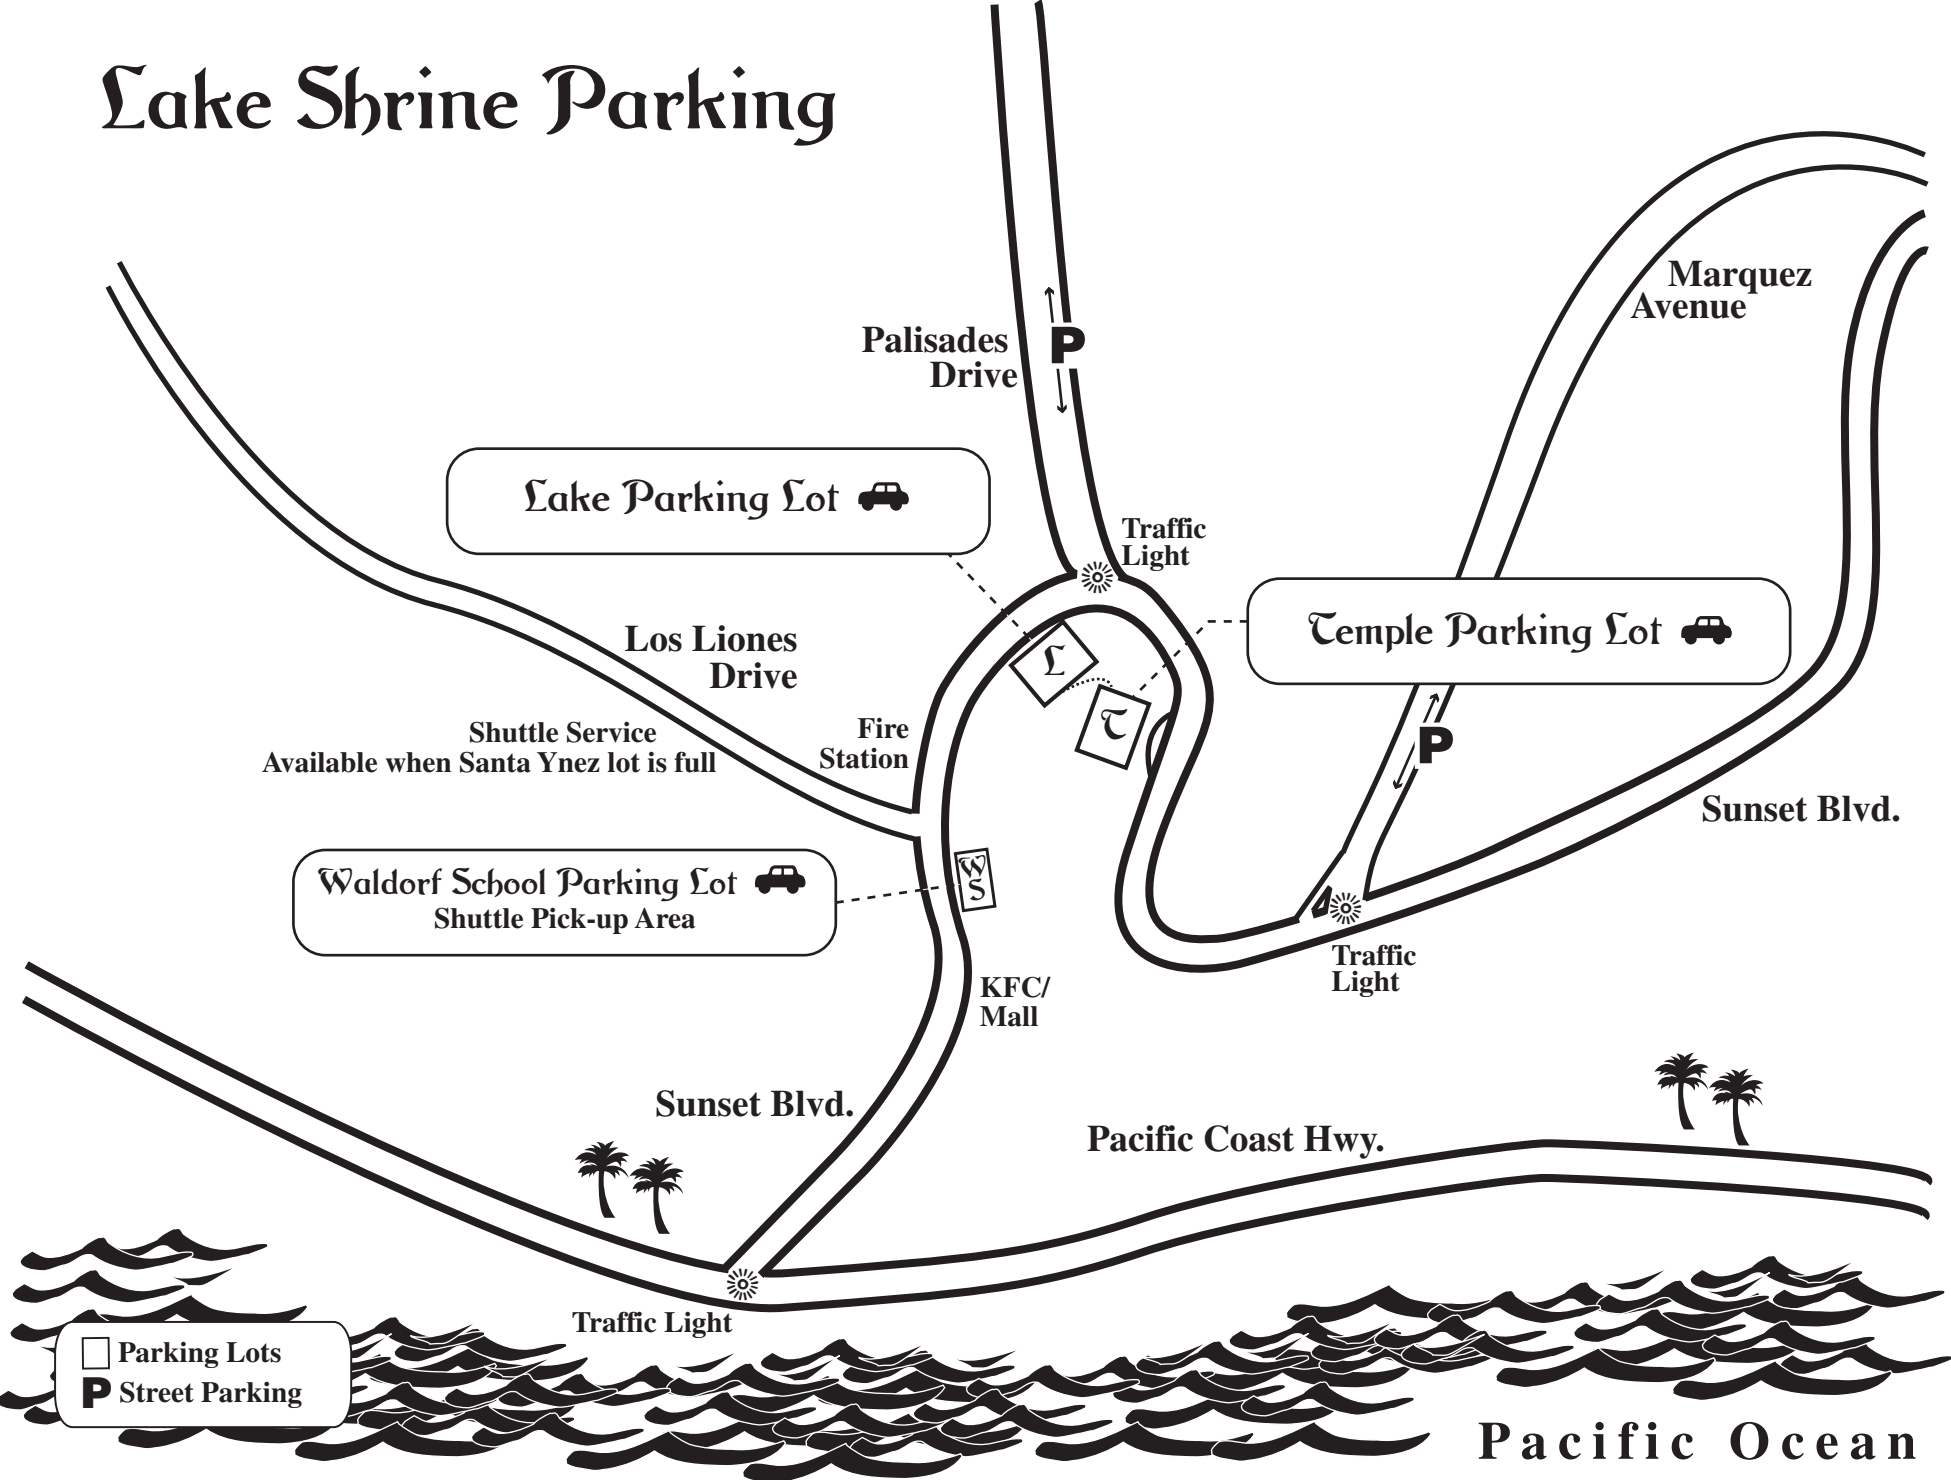 Lake Shrine Parking
Palisades
Drive
P
Marquez
Avenue
Lake Parking Lot
Traffic
Light
Temple Parking Lot
Los Liones
Drive
L
T
Shuttle Service
Available when Santa Ynez lot is full
Fire
Station
P
Sunset Blvd.
Waldorf School Parking Lot
Shuttle Pick-up Area
W
S
Traffic
Light
KFC/
Mall
Sunset Blvd.
Pacific Coast Hwy.
Traffic Light
Parking Lots
P Street Parking
Pacific Ocean